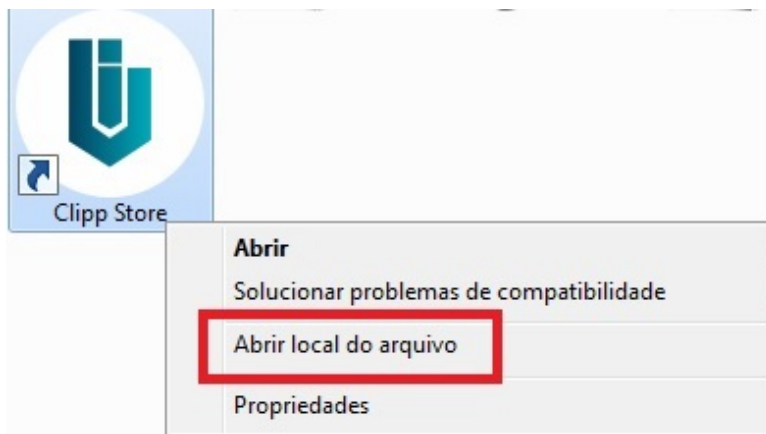 Clipp Store
Abrir
Solucionar problemas de compatibilidade
Abrir local do arquivo
Propriedades